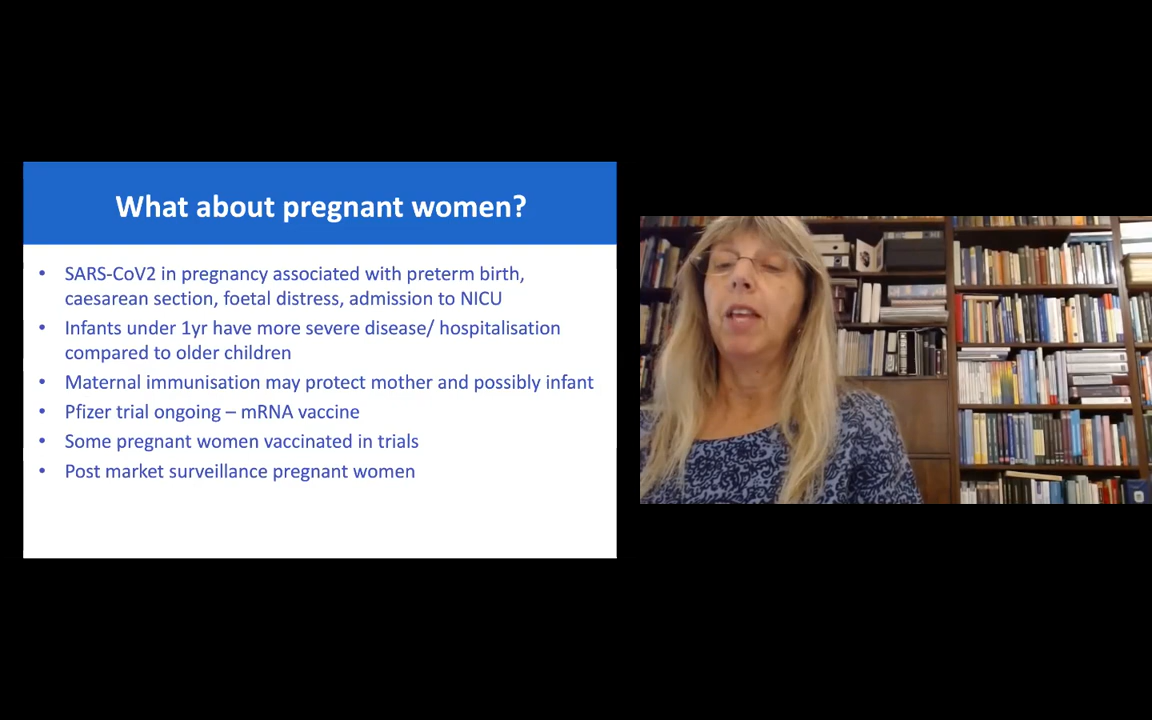 What about pregnant women?
• SARS-CoV2 in pregnancy associated with preterm birth,
caesarean section, foetal distress, admission to NICU
• Infants under 1yr have more severe disease/ hospitalisation
compared to older children
• Maternal immunisation may protect mother and possibly infant
• Pfizer trial ongoing – mRNA vaccine
• Some pregnant women vaccinated in trials
• Post market surveillance pregnant women